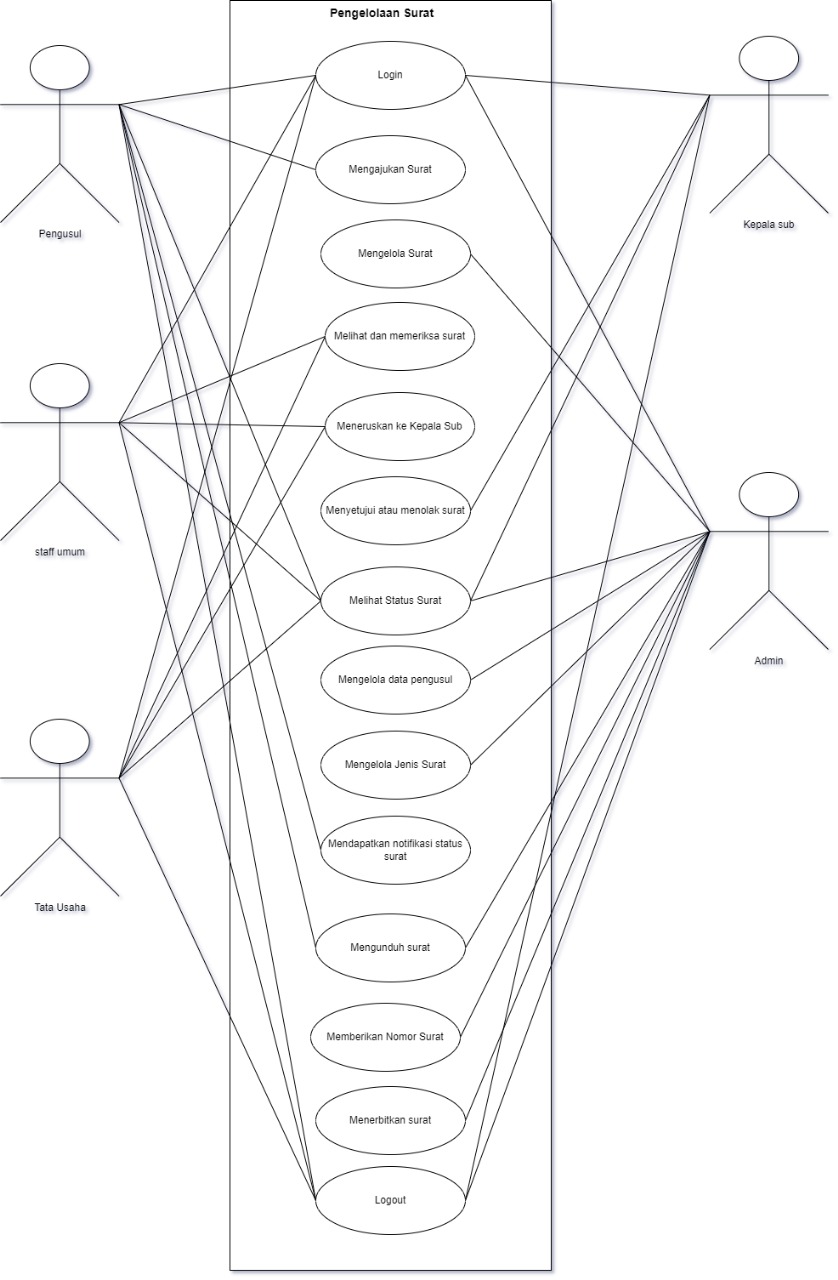 Pengelolaan Surat
Login
Mengajukan Surat
Pengusul
Kepala sub
Mengelola Surat
Melihat dan memeriksa surat
Meneruskan ke Kepala Sub
Menyetujui atau menolak surat
staff umum
Melihat Status Surat
Admin
Mengelola data pengusul
Mengelola Jenis Surat
Mendapatkan notifikasi status
surat
Tata Usaha
Mengunduh surat
Memberikan Nomor Surat
Menerbitkan surat
Logout